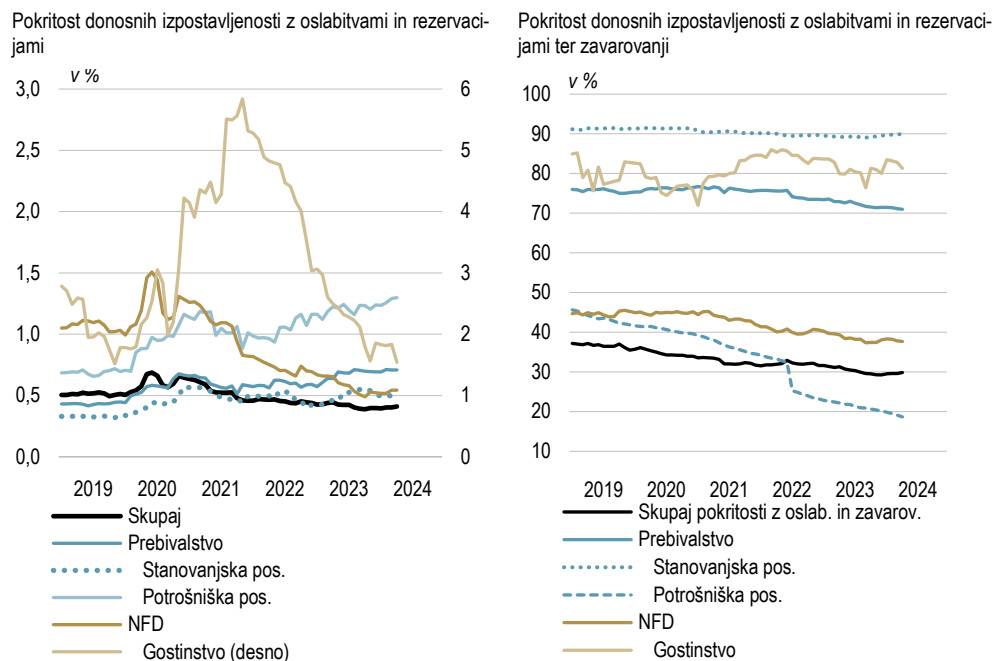 Pokritost donosnih izpostavljenosti z oslabitvami in rezervaci-
jami
v %
3,0
2,5
2,0
1,5
1,0
0,5
0,0
6
5
4
3
2
1
0
2019 2020 2021 2022 2023 2024
Skupaj
Prebivalstvo
Stanovanjska pos.
Potrošniška pos.
NFD
Gostinstvo (desno)
Pokritost donosnih izpostavljenosti z oslabitvami in rezervaci-
jami ter zavarovanji
v %
100
90
80
70
60
50
40
30
20
10
2019 2020 2021 2022 2023 2024
Skupaj pokritosti z oslab. in zavarov.
Prebivalstvo
Stanovanjska pos.
Potrošniška pos.
NFD
Gostinstvo